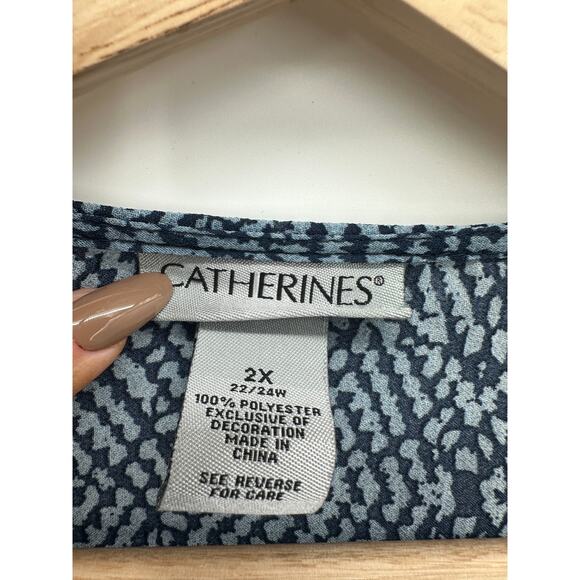 CATHERINES®
2X
22/24W
100% POLYESTER
EXCLUSIVE OF
DECORATION
MADE IN
CHINA
SEE REVERSE
FOR CARE